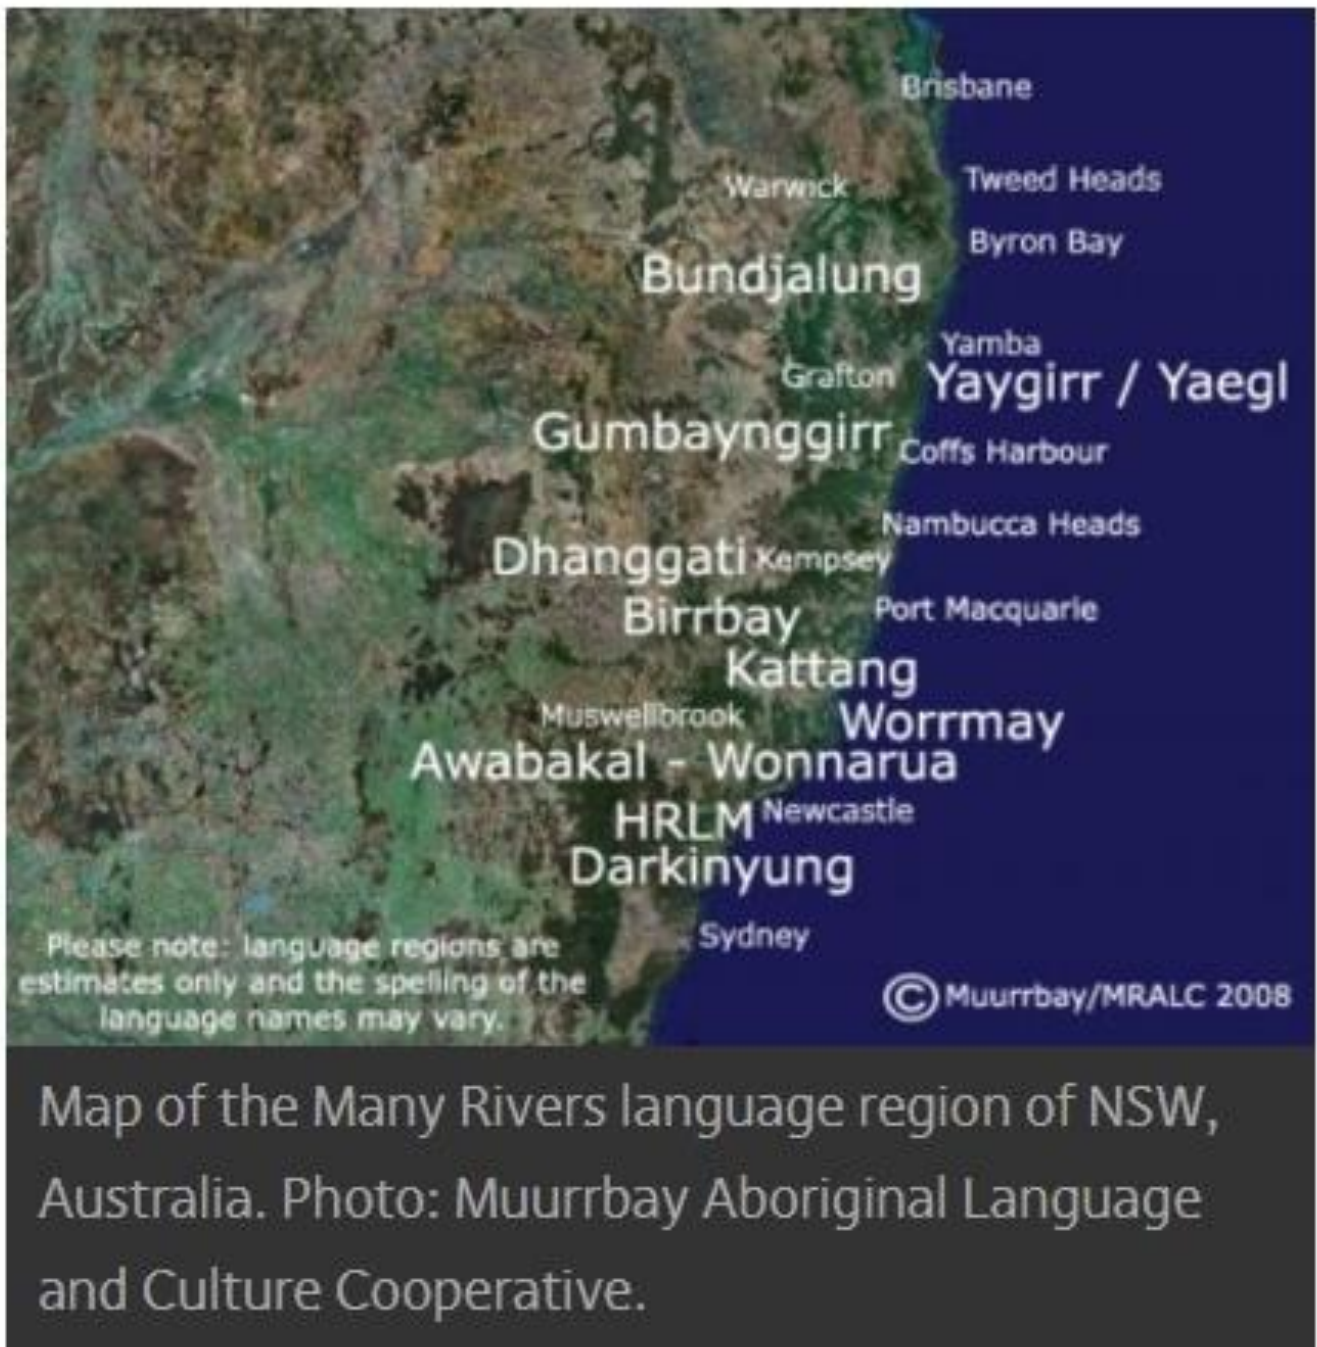 Brisbane
Warwick
Tweed Heads
Byron Bay
Bundjalung
Yamba
Grafton
Yaygirr / Yaegl
Gumbaynggirr
Coffs Harbour
Nambucca Heads
Dhanggati
Kempsey
Birrbay
Port Macquarie
Kattang
Muswellbrook
Worrmay
Awabakal - Wonnarua
HRLM
Newcastle
Darkinyung
Sydney
Please note: language regions are
estimates only and the spelling of the
language names may vary.
©Muurrbay/MRALC 2008
Map of the Many Rivers language region of NSW,
Australia. Photo: Muurrbay Aboriginal Language
and Culture Cooperative.